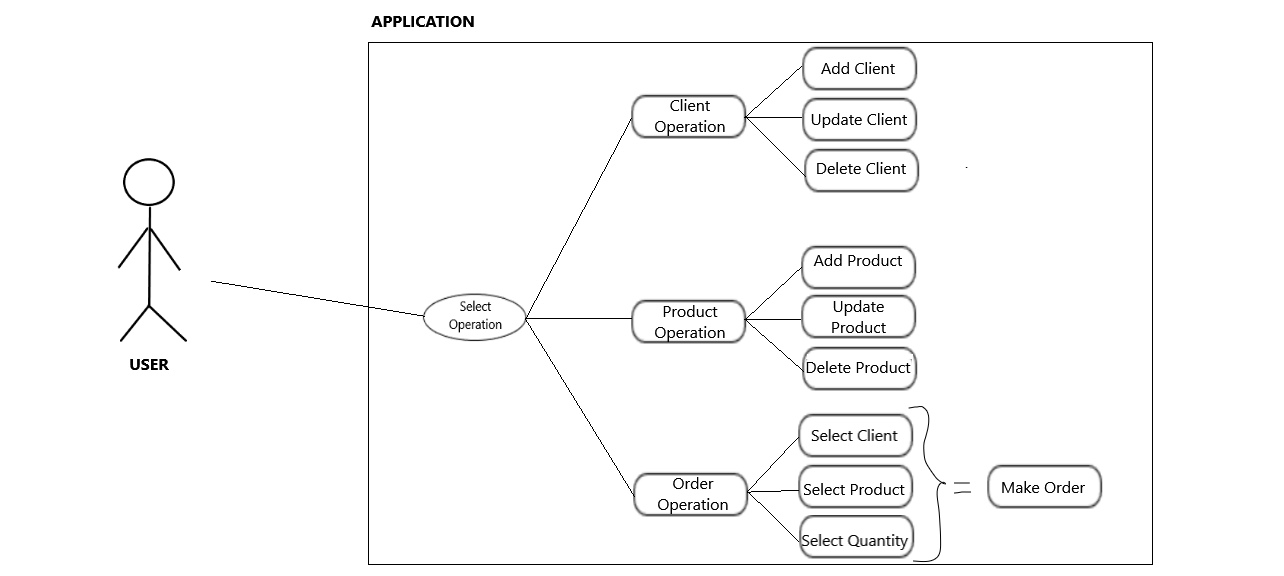 APPLICATION
Add Client
Client
Operation
Update Client
Delete Client
Add Product
Select
Operation
Product
Operation
Update
Product
Delete Product
USER
Select Client
Order
Operation
Select Product
Select Quantity
=
Make Order